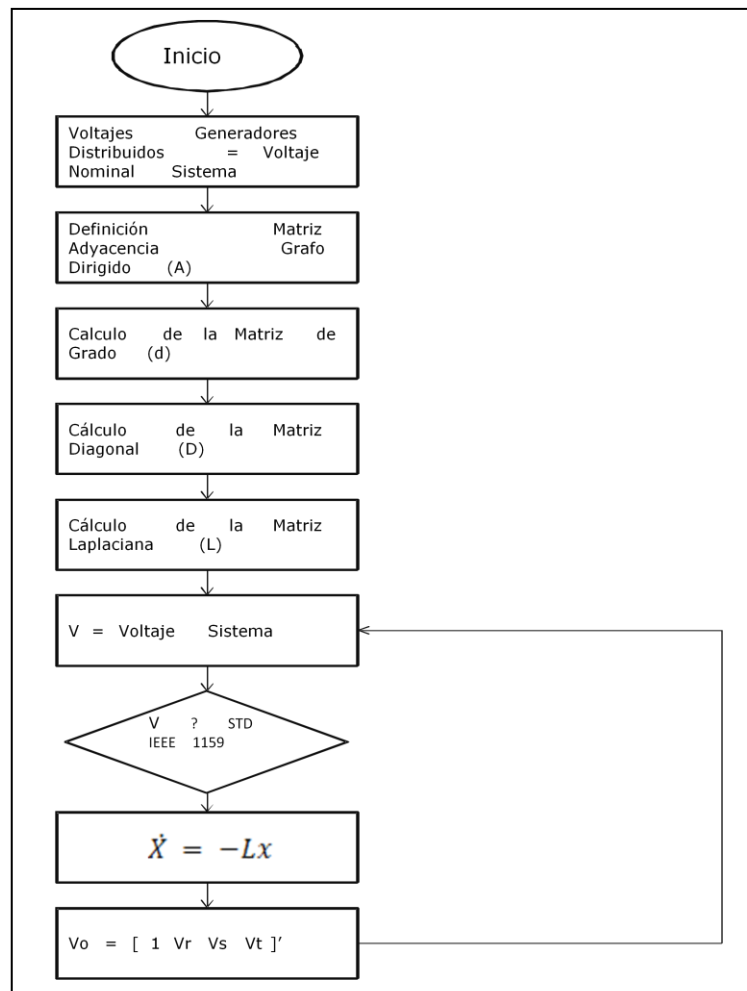 Inicio
Voltajes Generadores
Distribuidos = Voltaje
Nominal Sistema
Definición Matriz
Adyacencia Grafo
Dirigido (A)
Calculo de la Matriz de
Grado (d)
Cálculo de la Matriz
Diagonal (D)
Cálculo de la Matriz
Laplaciana (L)
V = Voltaje Sistema
V ? STD
IEEE 1159
Ẋ = −Lx
Vo = [ 1 Vr Vs Vt ]’